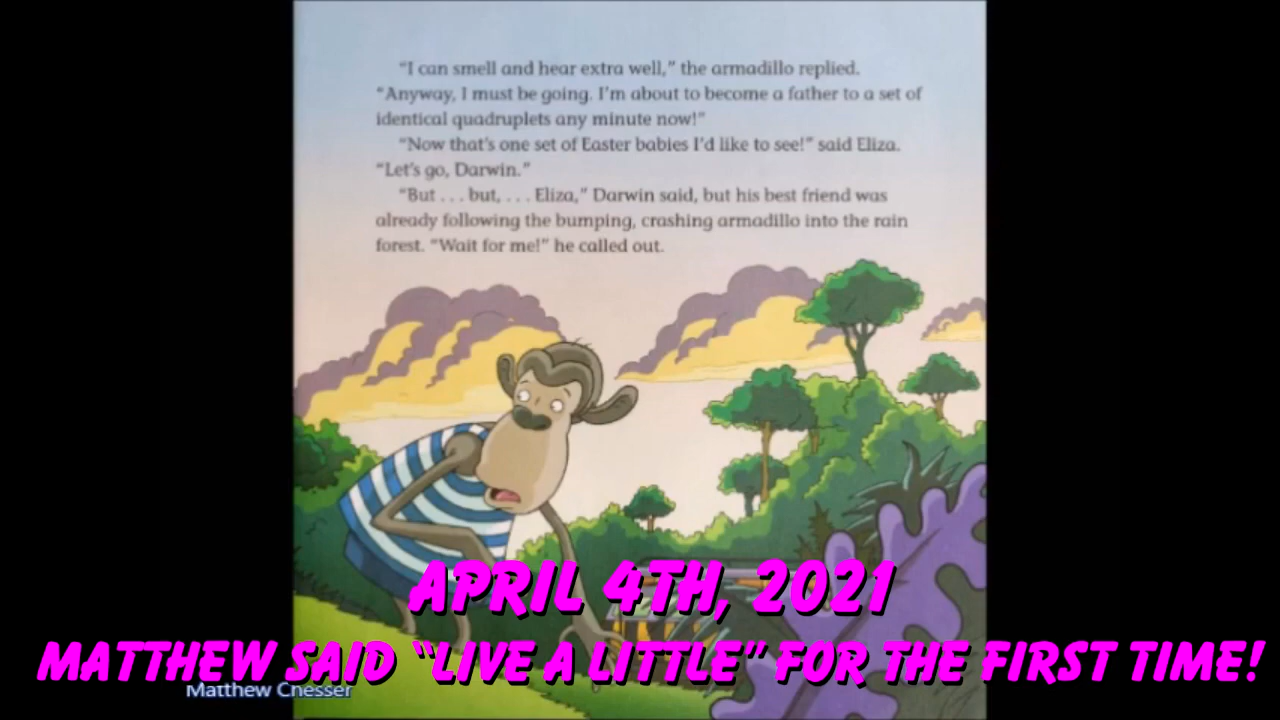 “I can smell and hear extra well,” the armadillo replied.
“Anyway, I must be going. I’m about to become a father to a set of
identical quadruplets any minute now!”
“Now that’s one set of Easter babies I’d like to see!” said Eliza.
“Let’s go, Darwin.”
“But . . . but, . . . Eliza,” Darwin said, but his best friend was
already following the bumping, crashing armadillo into the rain
forest. “Wait for me!” he called out.
APRIL 4TH, 2021
MATTHEW SAID “LIVE A LITTLE” FOR THE FIRST TIME!
Matthew Chesser